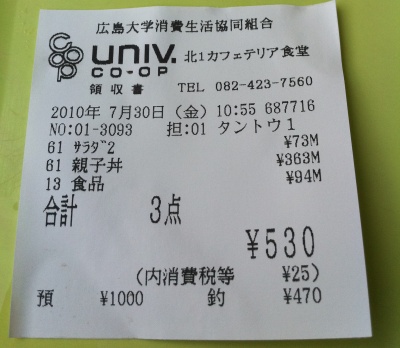 広島大学消費生活協同組合
coop UNIV. CO-OP 北1カフェテリア食堂
領収書 TEL 082-423-7560
2010年 7月30日（金）10:55 687716
NO:01-3093 担:01 タントウ1
61 ｻﾗﾀﾞ2 ¥73M
61 親子丼 ¥363M
13 食品 ¥94M
合計 3点
¥530
（内消費税等 ¥25）
預 ¥1000 釣 ¥470